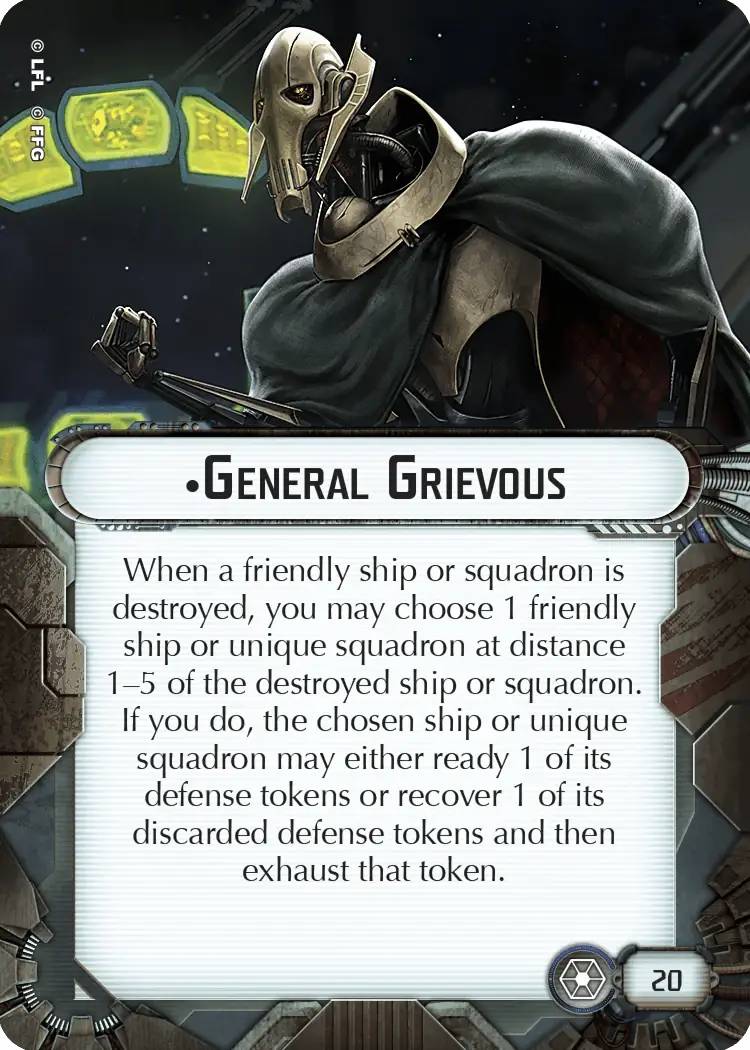 © LFL © FFG
•General Grievous
When a friendly ship or squadron is
destroyed, you may choose 1 friendly
ship or unique squadron at distance
1–5 of the destroyed ship or squadron.
If you do, the chosen ship or unique
squadron may either ready 1 of its
defense tokens or recover 1 of its
discarded defense tokens and then
exhaust that token.
20